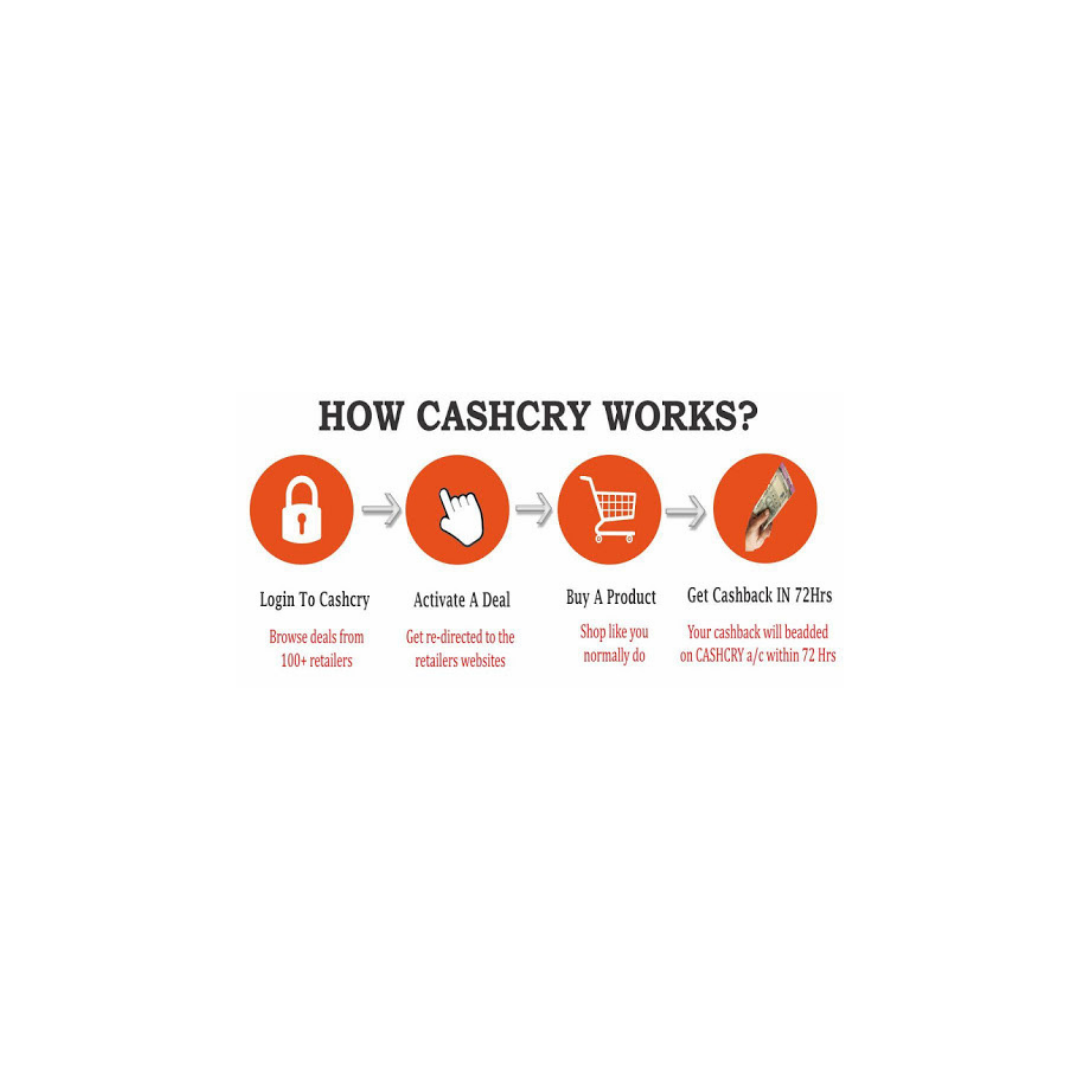 HOW CASHCRY WORKS?
Login To Cashcry
Browse deals from
100+ retailers
Activate A Deal
Get re-directed to the
retailers websites
Buy A Product
Shop like you
normally do
Get Cashback IN 72Hrs
Your cashback will beadded
on CASHCRY a/c within 72 Hrs